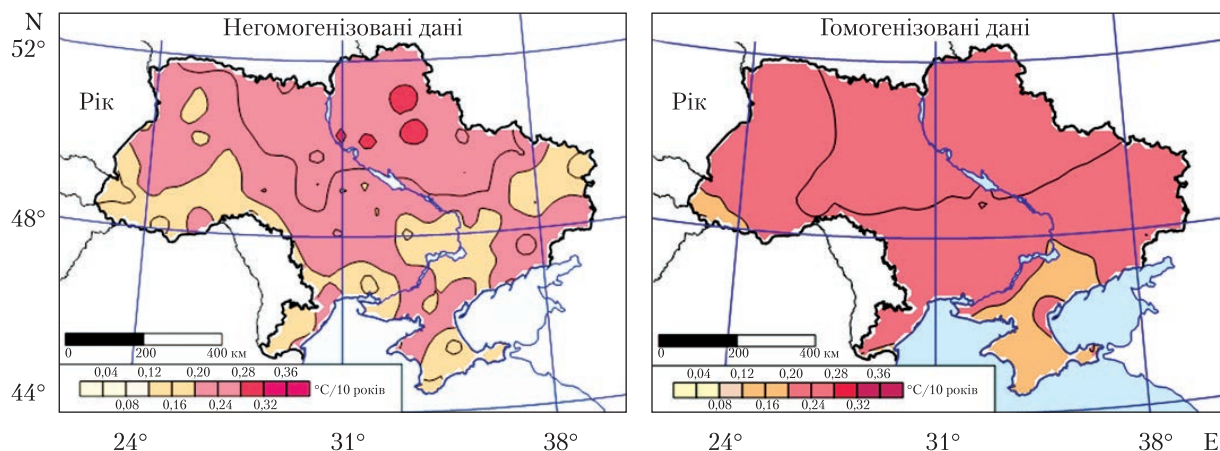 N
Негомогенізовані дані
Гомогенізовані дані
52°
Рік
Рік
48°
0 200 400 км
0 200 400 км
0,04 0,12 0,20 0,28 0,36
°С/10 років
0,08 0,16 0,24 0,32
0,04 0,12 0,20 0,28 0,36
°С/10 років
0,08 0,16 0,24 0,32
44°
24° 31° 38° 24° 31° 38° E